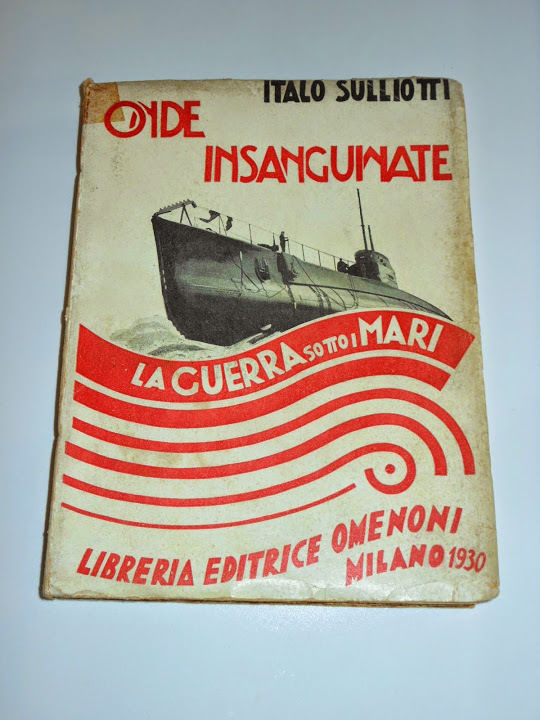 ITALO SULLIOTTI
ONDE
INSANGUINATE
LA GUERRA SOTTO I MARI
LIBRERIA EDITRICE OMENONI
MILANO 1930